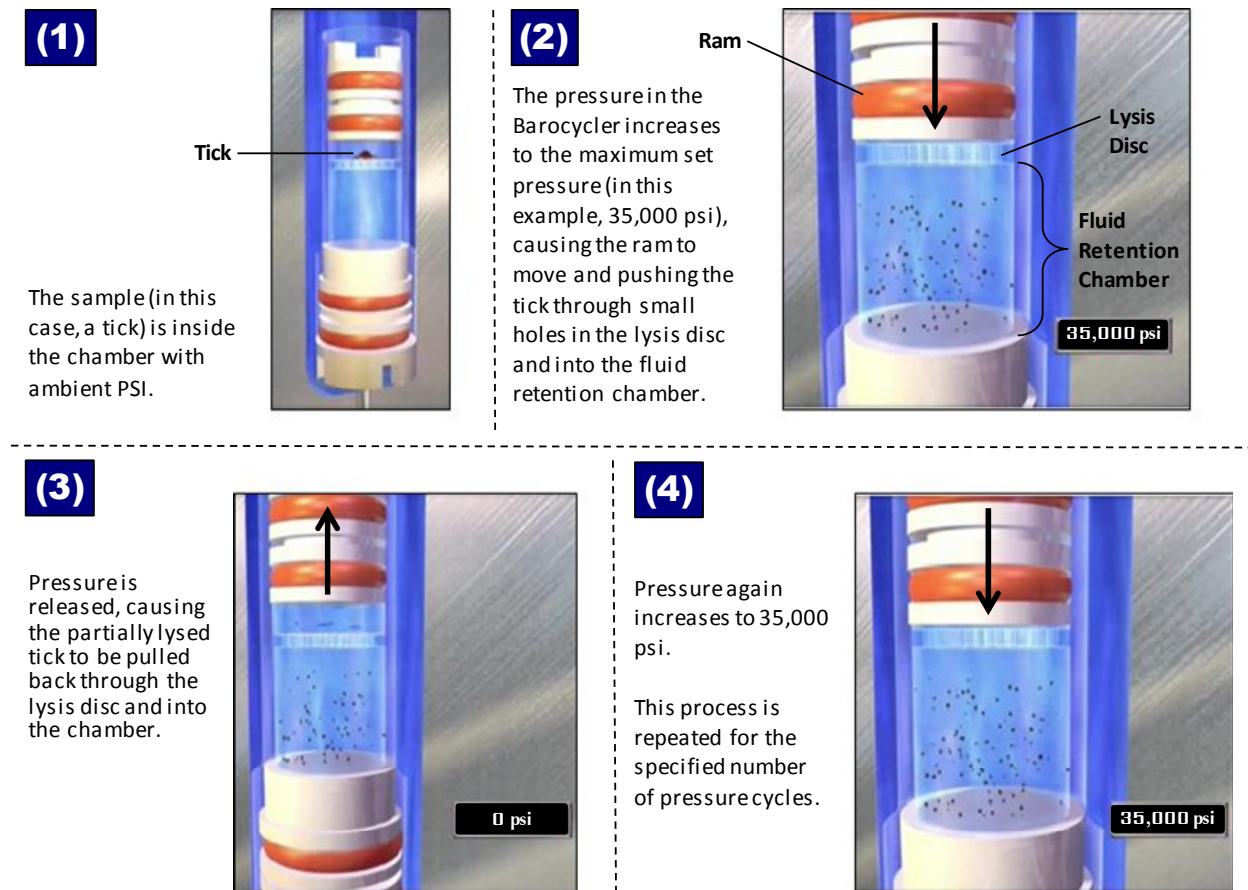 (1)
Tick
The sample (in this
case, a tick) is inside
the chamber with
ambient PSI.
(2)
The pressure in the
Barocycler increases
to the maximum set
pressure (in this
example, 35,000 psi),
causing the ram to
move and pushing the
tick through small
holes in the lysis disc
and into the fluid
retention chamber.
Ram
Lysis
Disc
Fluid
Retention
Chamber
35,000 psi
(3)
Pressure is
released, causing
the partially lysed
tick to be pulled
back through the
lysis disc and into
the chamber.
0 psi
(4)
Pressure again
increases to 35,000
psi.
This process is
repeated for the
specified number
of pressure cycles.
35,000 psi